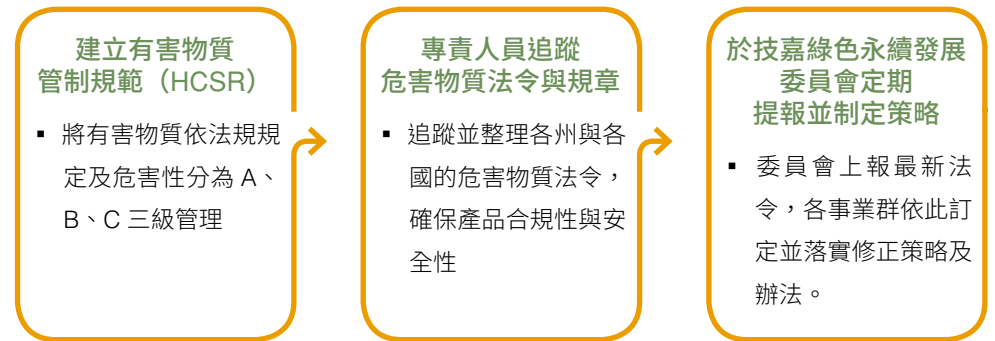 建立有害物質
管制規範（HCSR）
▪ 將有害物質依法規規
定及危害性分為 A、
B、C 三級管理
專責人員追蹤
危害物質法令與規章
▪ 追蹤並整理各州與各
國的危害物質法令，
確保產品合規性與安
全性
於技嘉綠色永續發展
委員會定期
提報並制定策略
▪ 委員會上報最新法
令，各事業群依此訂
定並落實修正策略及
辦法。